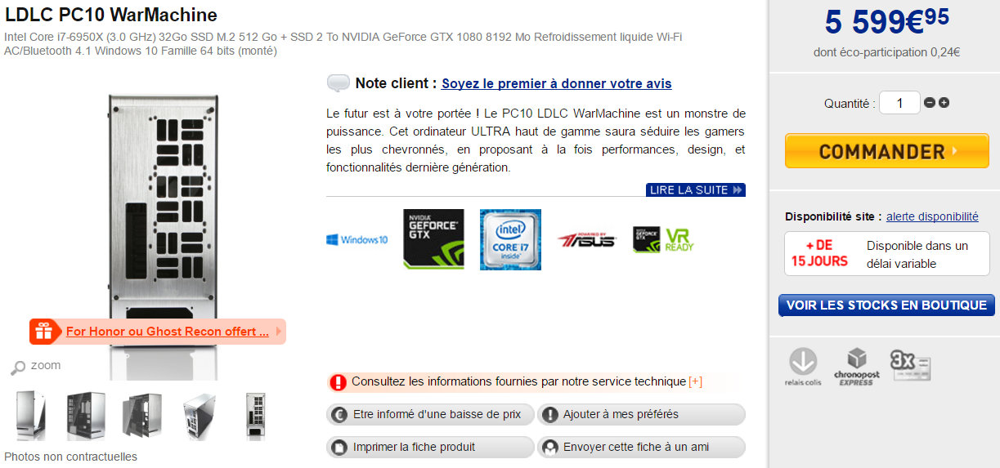 LDLC PC10 WarMachine
Intel Core i7-6950X (3.0 GHz) 32Go SSD M.2 512 Go + SSD 2 To NVIDIA GeForce GTX 1080 8192 Mo Refroidissement liquide Wi-Fi
AC/Bluetooth 4.1 Windows 10 Famille 64 bits (monté)
Note client : Soyez le premier à donner votre avis
Le futur est à votre portée ! Le PC10 LDLC WarMachine est un monstre de
puissance. Cet ordinateur ULTRA haut de gamme saura séduire les gamers
les plus chevronnés, en proposant à la fois performances, design, et
fonctionnalités dernière génération.
LIRE LA SUITE
Windows 10
NVIDIA
GEFORCE
GTX
intel
CORE i7
inside
POWERED BY
ASUS
GEFORCE
GTX
VR
READY
For Honor ou Ghost Recon offert ...
zoom
Photos non contractuelles
Consultez les informations fournies par notre service technique [+]
Etre informé d'une baisse de prix
Ajouter à mes préférés
Imprimer la fiche produit
Envoyer cette fiche à un ami
5 599€95
dont éco-participation 0,24€
Quantité : 1
COMMANDER
Disponibilité site : alerte disponibilité
+ DE
15 JOURS
Disponible dans un
délai variable
VOIR LES STOCKS EN BOUTIQUE
relais colis
chronopost
EXPRESS
3x